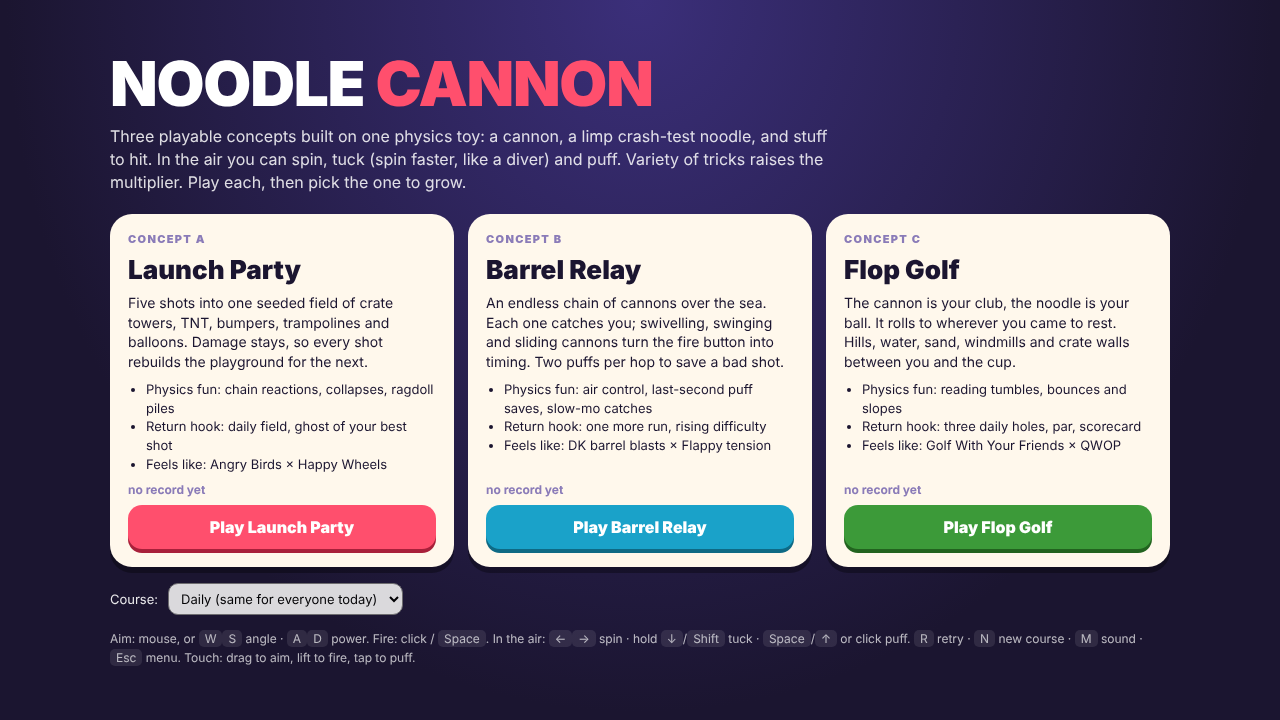 NOODLE CANNON
Three playable concepts built on one physics toy: a cannon, a limp crash-test noodle, and stuff
to hit. In the air you can spin, tuck (spin faster, like a diver) and puff. Variety of tricks raises the
multiplier. Play each, then pick the one to grow.
CONCEPT A
Launch Party
Five shots into one seeded field of crate
towers, TNT, bumpers, trampolines and
balloons. Damage stays, so every shot
rebuilds the playground for the next.
• Physics fun: chain reactions, collapses, ragdoll
piles
• Return hook: daily field, ghost of your best
shot
• Feels like: Angry Birds × Happy Wheels
no record yet
Play Launch Party
CONCEPT B
Barrel Relay
An endless chain of cannons over the sea.
Each one catches you; swivelling, swinging
and sliding cannons turn the fire button into
timing. Two puffs per hop to save a bad shot.
• Physics fun: air control, last-second puff
saves, slow-mo catches
• Return hook: one more run, rising difficulty
• Feels like: DK barrel blasts × Flappy tension
no record yet
Play Barrel Relay
CONCEPT C
Flop Golf
The cannon is your club, the noodle is your
ball. It rolls to wherever you came to rest.
Hills, water, sand, windmills and crate walls
between you and the cup.
• Physics fun: reading tumbles, bounces and
slopes
• Return hook: three daily holes, par, scorecard
• Feels like: Golf With Your Friends × QWOP
no record yet
Play Flop Golf
Course: Daily (same for everyone today)
Aim: mouse, or W S angle · A D power. Fire: click / Space. In the air: ← → spin · hold ↓/Shift tuck · Space/↑ or click puff. R retry · N new course · M sound ·
Esc menu. Touch: drag to aim, lift to fire, tap to puff.